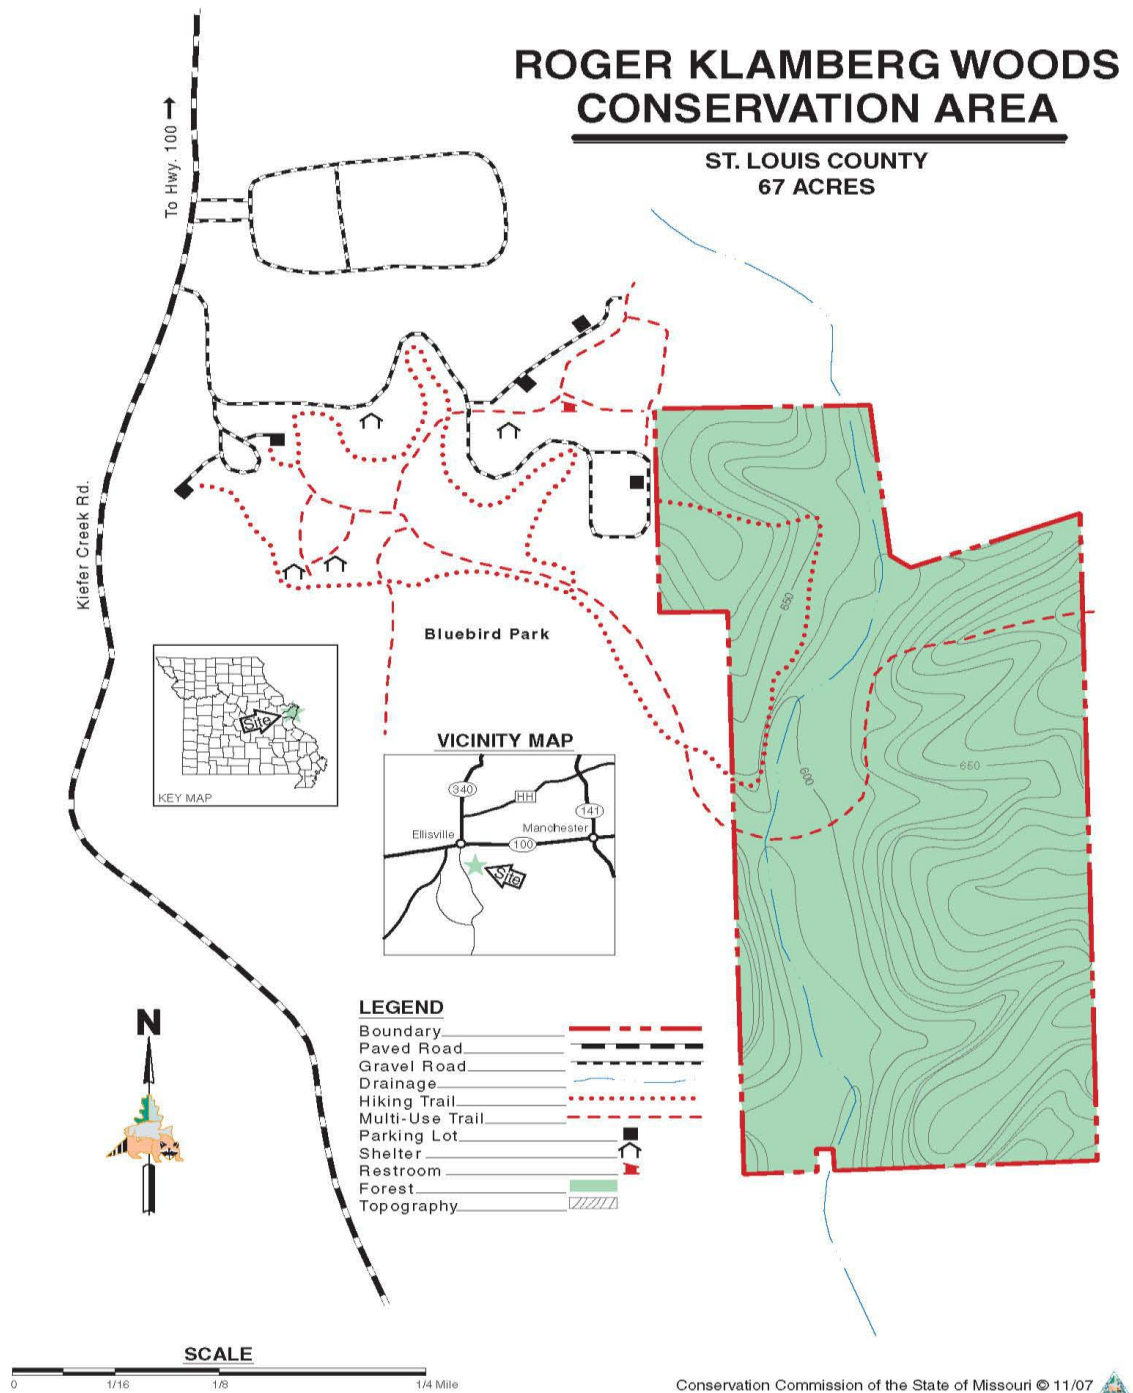 ROGER KLAMBERG WOODS
CONSERVATION AREA
ST. LOUIS COUNTY
67 ACRES
To Hwy. 100
Kiefer Creek Rd.
650
Bluebird Park
Site
KEY MAP
600
650
VICINITY MAP
340
HH
141
Ellisville
Manchester
100
Site
N
LEGEND
Boundary
Paved Road
Gravel Road
Drainage
Hiking Trail
Multi-Use Trail
Parking Lot
Shelter
Restroom
Forest
Topography
SCALE
0 1/16 1/8 1/4 Mile
Conservation Commission of the State of Missouri © 11/07